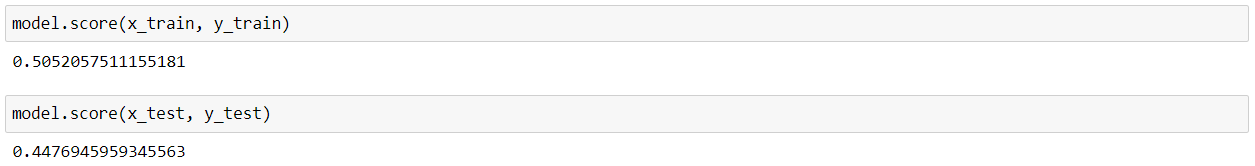 model.score(x_train, y_train)
0.5052057511155181
model.score(x_test, y_test)
0.4476945959345563